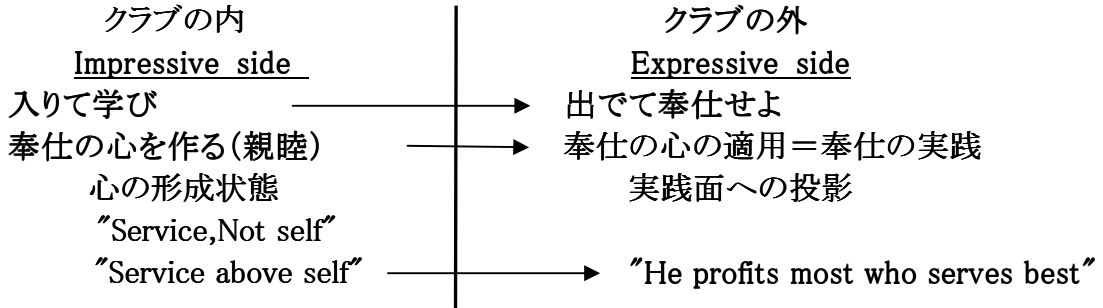 クラブの内 クラブの外
Impressive side Expressive side
入りて学び 出でて奉仕せよ
奉仕の心を作る(親睦) 奉仕の心の適用=奉仕の実践
心の形成状態 実践面への投影
"Service,Not self"
"Service above self" "He profits most who serves best"